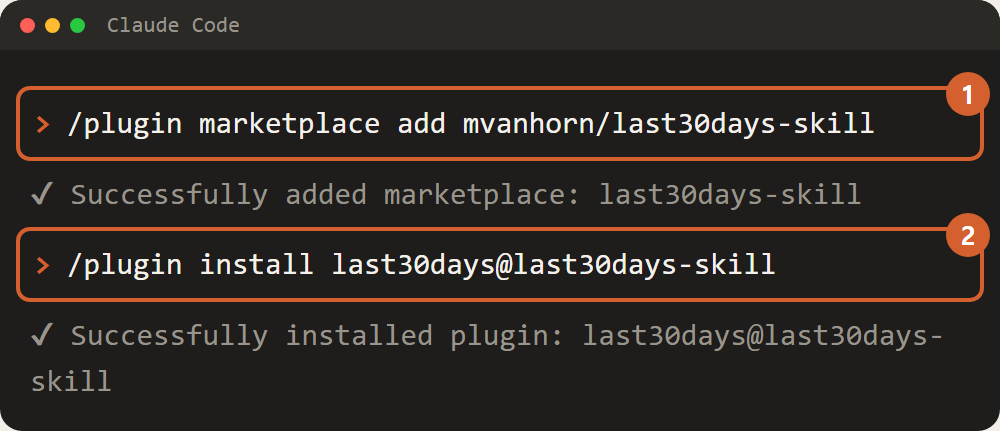 Claude Code
1
> /plugin marketplace add mvanhorn/last30days-skill
✓ Successfully added marketplace: last30days-skill
2
> /plugin install last30days@last30days-skill
✓ Successfully installed plugin: last30days@last30days-
skill